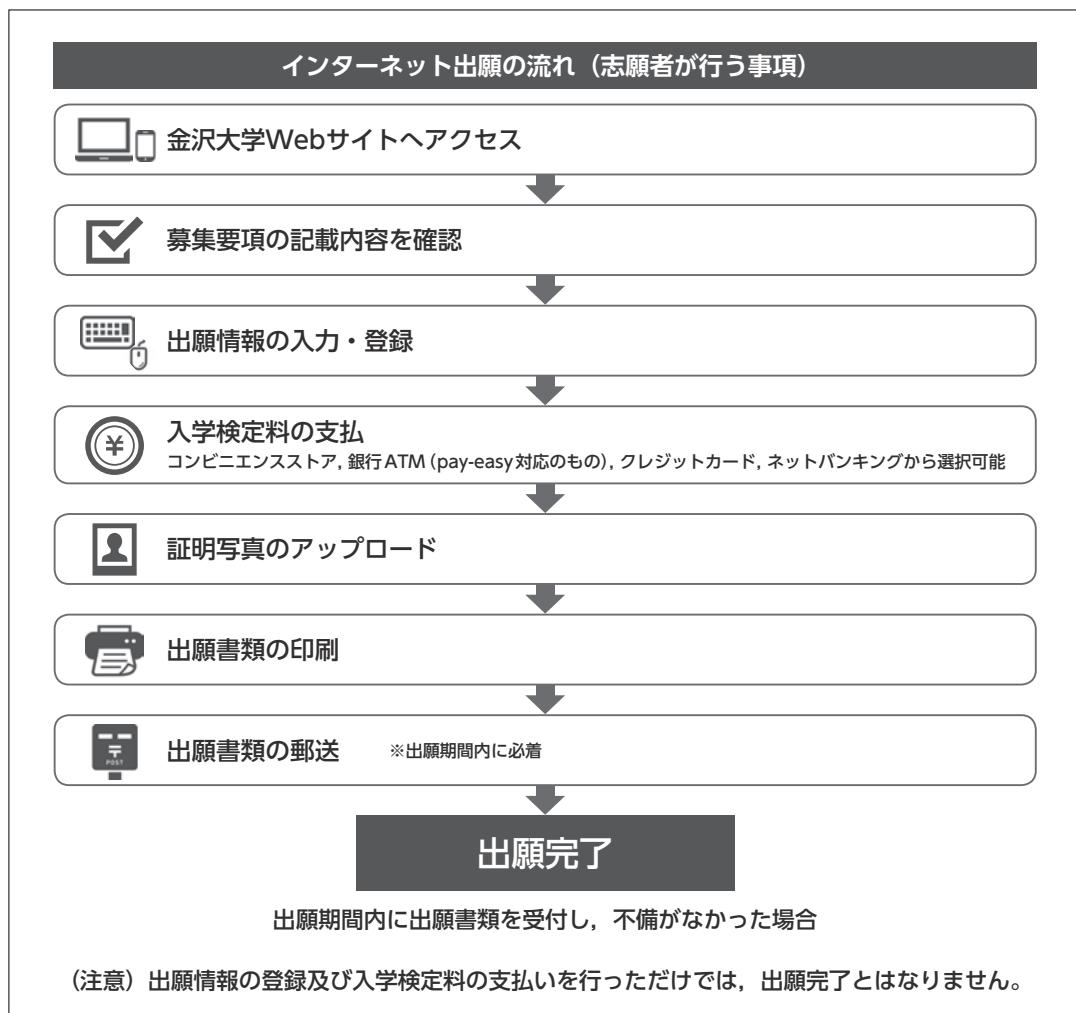 インターネット出願の流れ（志願者が行う事項）
金沢大学Webサイトへアクセス
募集要項の記載内容を確認
出願情報の入力・登録
¥
入学検定料の支払
コンビニエンスストア，銀行ATM（pay-easy対応のもの），クレジットカード，ネットバンキングから選択可能
証明写真のアップロード
出願書類の印刷
〒
POST
出願書類の郵送　※出願期間内に必着
出願完了
出願期間内に出願書類を受付し，不備がなかった場合
（注意）出願情報の登録及び入学検定料の支払いを行っただけでは，出願完了とはなりません。